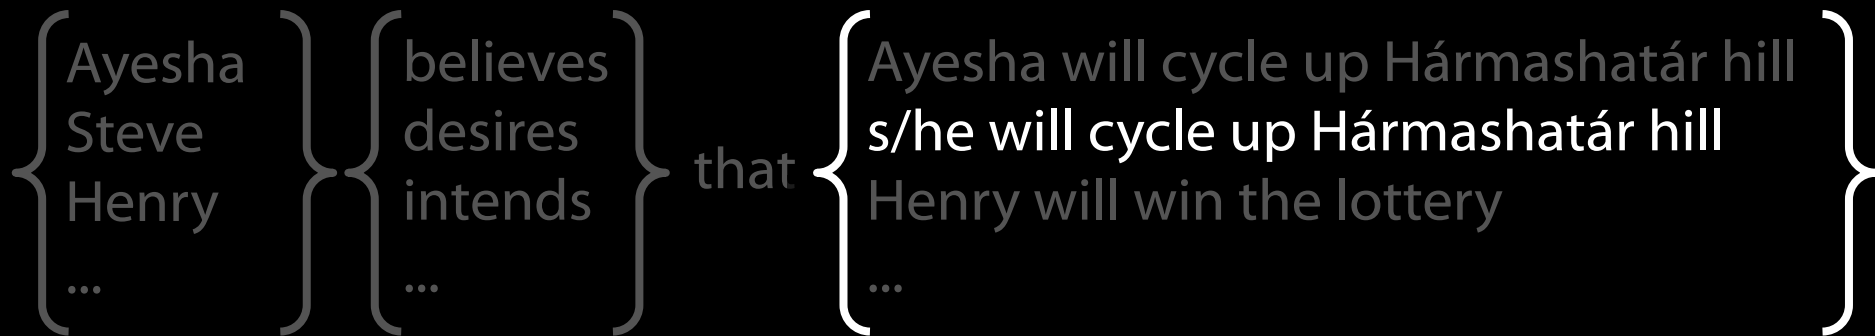 Ayesha
Steve
Henry
...
believes
desires
intends
...
that
Ayesha will cycle up Hármashatár hill
s/he will cycle up Hármashatár hill
Henry will win the lottery
...